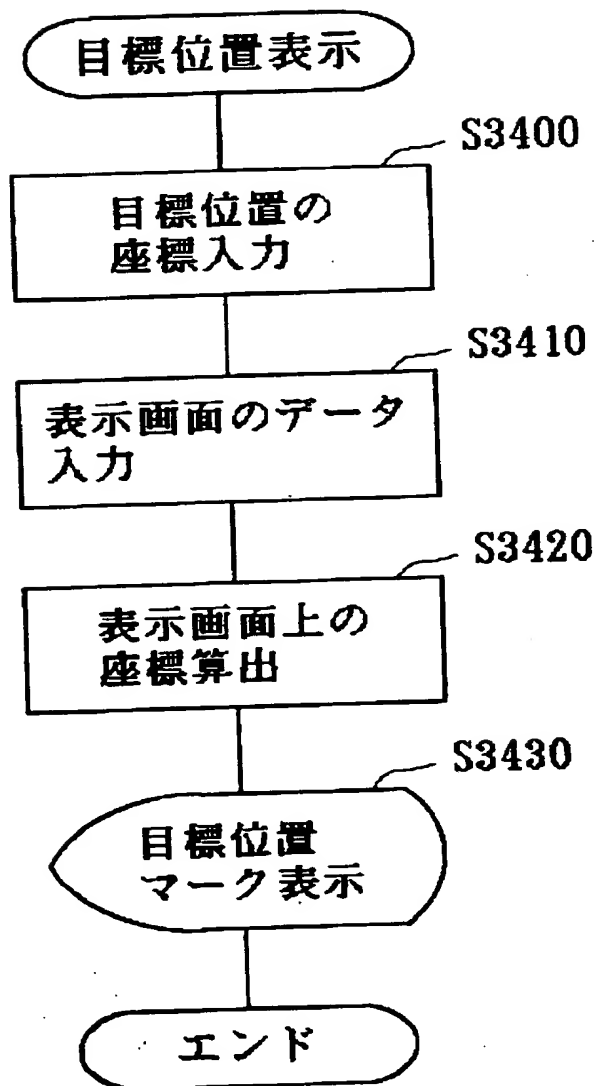 目標位置表示
S3400
目標位置の
座標入力
S3410
表示画面のデータ
入力
S3420
表示画面上の
座標算出
S3430
目標位置
マーク表示
エンド